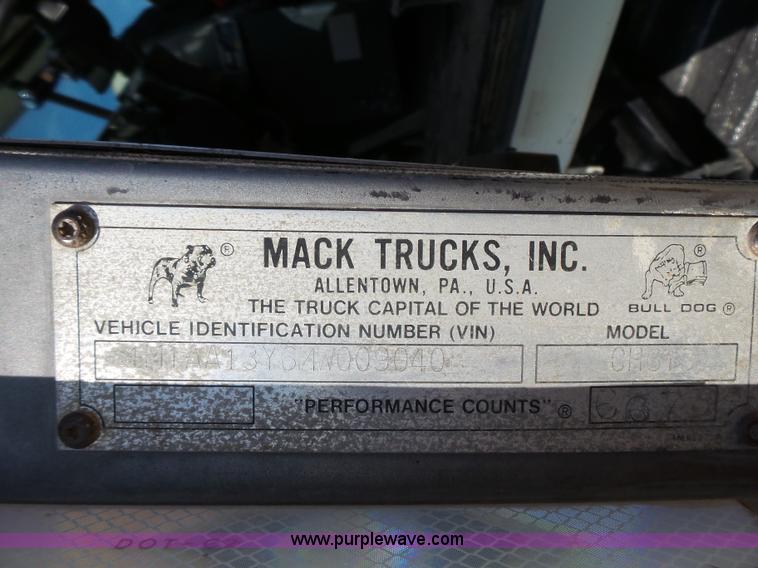 MACK TRUCKS, INC.
ALLENTOWN, PA., U.S.A.
THE TRUCK CAPITAL OF THE WORLD
BULL DOG ®
VEHICLE IDENTIFICATION NUMBER (VIN)
MODEL
"PERFORMANCE COUNTS"®
www.purplewave.com